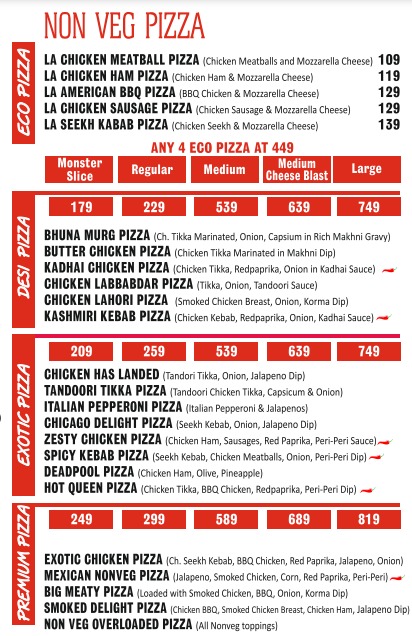 NON VEG PIZZA
ECO PIZZA
LA CHICKEN MEATBALL PIZZA (Chicken Meatballs and Mozzarella Cheese) 109
LA CHICKEN HAM PIZZA (Chicken Ham & Mozzarella Cheese) 119
LA AMERICAN BBQ PIZZA (BBQ Chicken & Mozzarella Cheese) 129
LA CHICKEN SAUSAGE PIZZA (Chicken Sausage & Mozzarella Cheese) 129
LA SEEKH KABAB PIZZA (Chicken Seekh & Mozzarella Cheese) 139
ANY 4 ECO PIZZA AT 449
Monster Slice Regular Medium Medium Cheese Blast Large
DESI PIZZA
179 229 539 639 749
BHUNA MURG PIZZA (Ch. Tikka Marinated, Onion, Capsium in Rich Makhni Gravy)
BUTTER CHICKEN PIZZA (Chicken Tikka Marinated in Makhni Dip)
KADHAI CHICKEN PIZZA (Chicken Tikka, Redpaprika, Onion in Kadhai Sauce)
CHICKEN LABBABDAR PIZZA (Tikka, Onion, Tandoori Sauce)
CHICKEN LAHORI PIZZA (Smoked Chicken Breast, Onion, Korma Dip)
KASHMIRI KEBAB PIZZA (Chicken Kebab, Redpaprika, Onion, Kadhai Sauce)
EXOTIC PIZZA
209 259 539 639 749
CHICKEN HAS LANDED (Tandori Tikka, Onion, Jalapeno Dip)
TANDOORI TIKKA PIZZA (Tandoori Chicken Tikka, Capsicum & Onion)
ITALIAN PEPPERONI PIZZA (Italian Pepperoni & Jalapenos)
CHICAGO DELIGHT PIZZA (Seekh Kebab, Onion, Jalapeno Dip)
ZESTY CHICKEN PIZZA (Chicken Ham, Sausages, Red Paprika, Peri-Peri Sauce)
SPICY KEBAB PIZZA (Seekh Kebab, Chicken Meatballs, Onion, Peri-Peri Dip)
DEADPOOL PIZZA (Chicken Ham, Olive, Pineapple)
HOT QUEEN PIZZA (Chicken Tikka, BBQ Chicken, Redpaprika, Peri-Peri Dip)
PREMIUM PIZZA
249 299 589 689 819
EXOTIC CHICKEN PIZZA (Ch. Seekh Kebab, BBQ Chicken, Red Paprika, Jalapeno, Onion)
MEXICAN NONVEG PIZZA (Jalapeno, Smoked Chicken, Corn, Red Paprika, Peri-Peri)
BIG MEATY PIZZA (Loaded with Smoked Chicken, BBQ, Onion, Korma Dip)
SMOKED DELIGHT PIZZA (Chicken BBQ, Smoked Chicken Breast, Chicken Ham, Jalapeno Dip)
NON VEG OVERLOADED PIZZA (All Nonveg toppings)